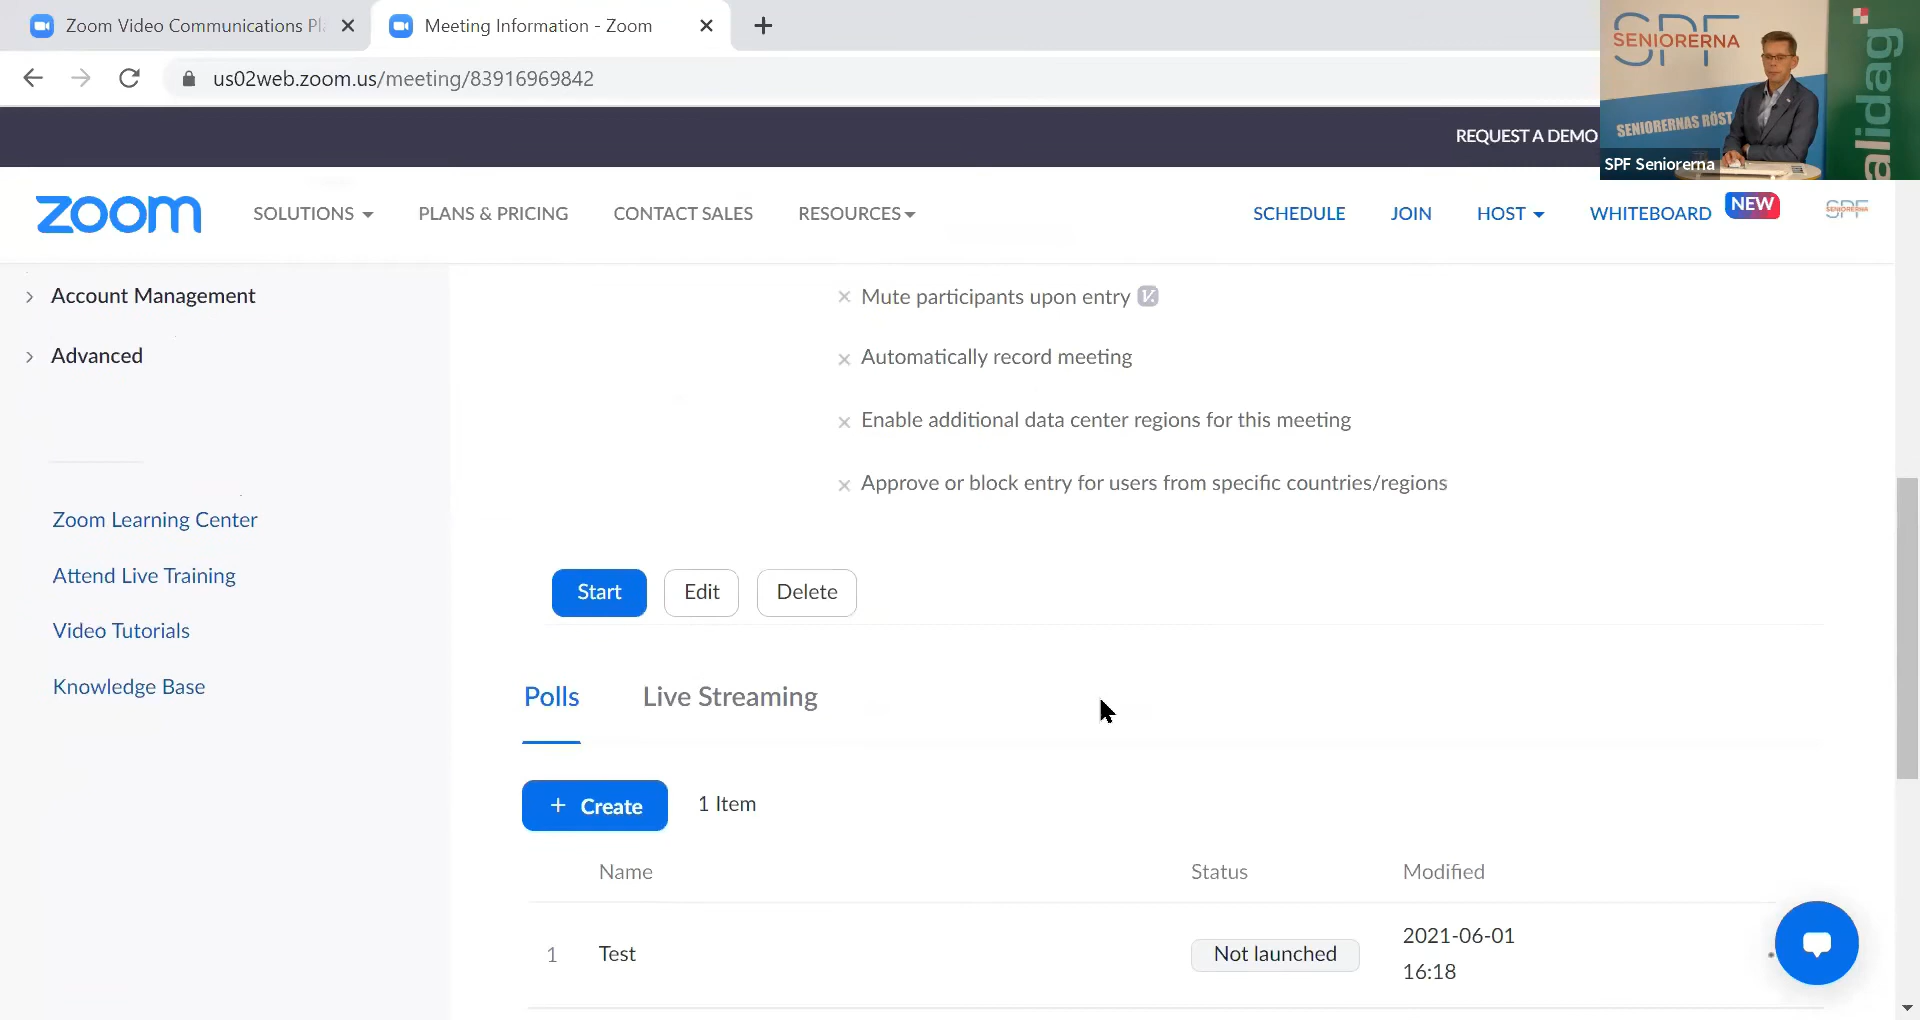 Zoom Video Communications Pl
Meeting Information - Zoom
us02web.zoom.us/meeting/83916969842
REQUEST A DEMO
SPF
SENIORERNA
SENIORERNAS RÖST
alidag
SPF Seniorerna
zoom
SOLUTIONS
PLANS & PRICING
CONTACT SALES
RESOURCES
SCHEDULE
JOIN
HOST
WHITEBOARD
NEW
SPF
SENIORERNA
Account Management
Advanced
Zoom Learning Center
Attend Live Training
Video Tutorials
Knowledge Base
Mute participants upon entry
Automatically record meeting
Enable additional data center regions for this meeting
Approve or block entry for users from specific countries/regions
Start
Edit
Delete
Polls
Live Streaming
+ Create
1 Item
Name
Status
Modified
1
Test
Not launched
2021-06-01
16:18